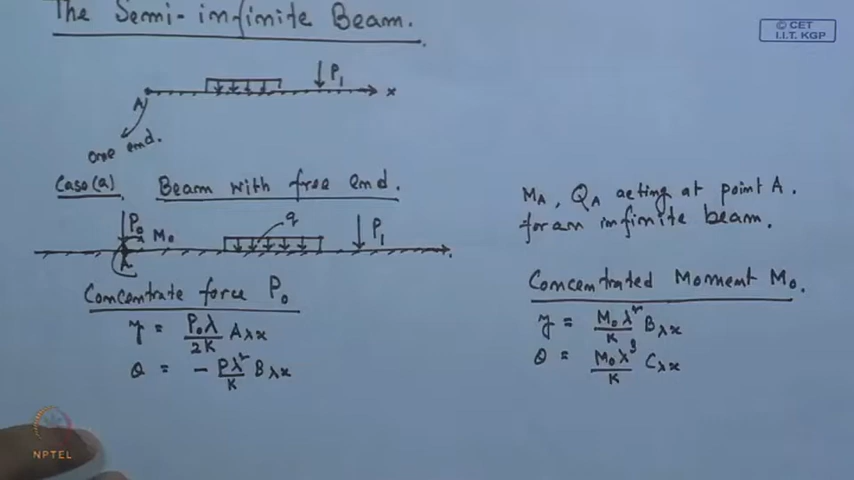 The Semi-infinite Beam.
© CET
I.I.T. KGP
P₁
A
x
one end.
Case(a) Beam with free end.
P₀ M₀ q P₁
A
Concentrate force P₀
y = P₀λ/2K Aλx
θ = - Pλ²/K Bλx
M_A, Q_A acting at point A.
for an infinite beam.
Concentrated Moment M₀.
y = M₀λ²/K Bλx
θ = M₀λ³/K Cλx
NPTEL